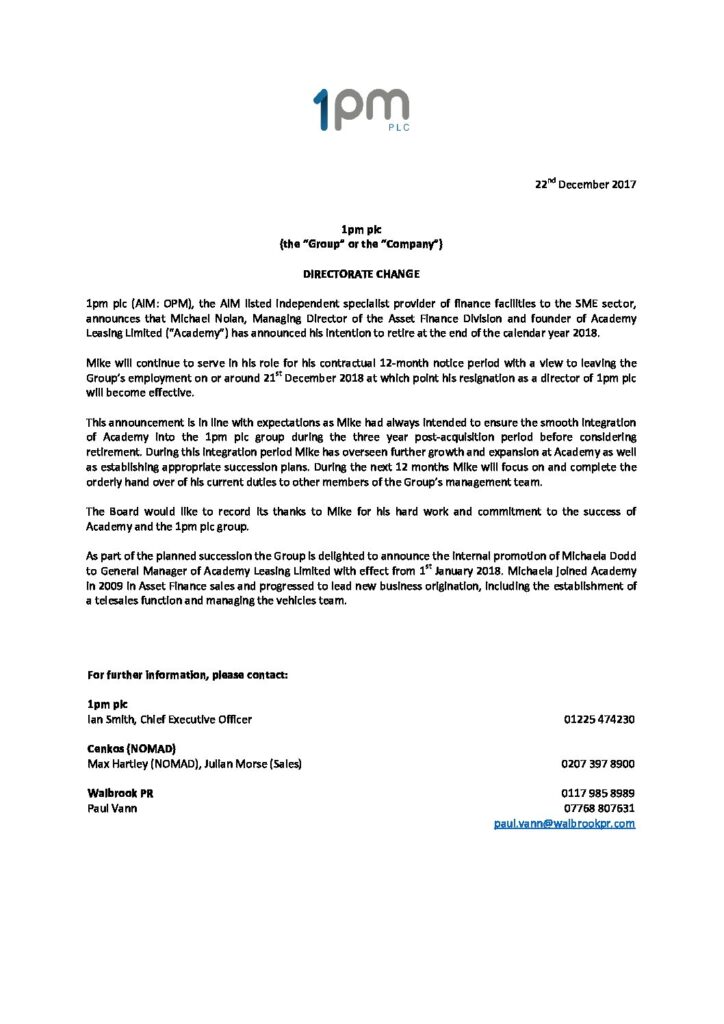 1pm
PLC
22nd December 2017
1pm plc
(the “Group” or the “Company”)
DIRECTORATE CHANGE
1pm plc (AIM: OPM), the AIM listed independent specialist provider of finance facilities to the SME sector,
announces that Michael Nolan, Managing Director of the Asset Finance Division and founder of Academy
Leasing Limited (“Academy”) has announced his intention to retire at the end of the calendar year 2018.
Mike will continue to serve in his role for his contractual 12-month notice period with a view to leaving the
Group’s employment on or around 21st December 2018 at which point his resignation as a director of 1pm plc
will become effective.
This announcement is in line with expectations as Mike had always intended to ensure the smooth integration
of Academy into the 1pm plc group during the three year post-acquisition period before considering
retirement. During this integration period Mike has overseen further growth and expansion at Academy as well
as establishing appropriate succession plans. During the next 12 months Mike will focus on and complete the
orderly hand over of his current duties to other members of the Group’s management team.
The Board would like to record its thanks to Mike for his hard work and commitment to the success of
Academy and the 1pm plc group.
As part of the planned succession the Group is delighted to announce the internal promotion of Michaela Dodd
to General Manager of Academy Leasing Limited with effect from 1st January 2018. Michaela joined Academy
in 2009 in Asset Finance sales and progressed to lead new business origination, including the establishment of
a telesales function and managing the vehicles team.
For further information, please contact:
1pm plc
Ian Smith, Chief Executive Officer 01225 474230
Cenkos (NOMAD)
Max Hartley (NOMAD), Julian Morse (Sales) 0207 397 8900
Walbrook PR 0117 985 8989
Paul Vann 07768 807631
paul.vann@walbrookpr.com